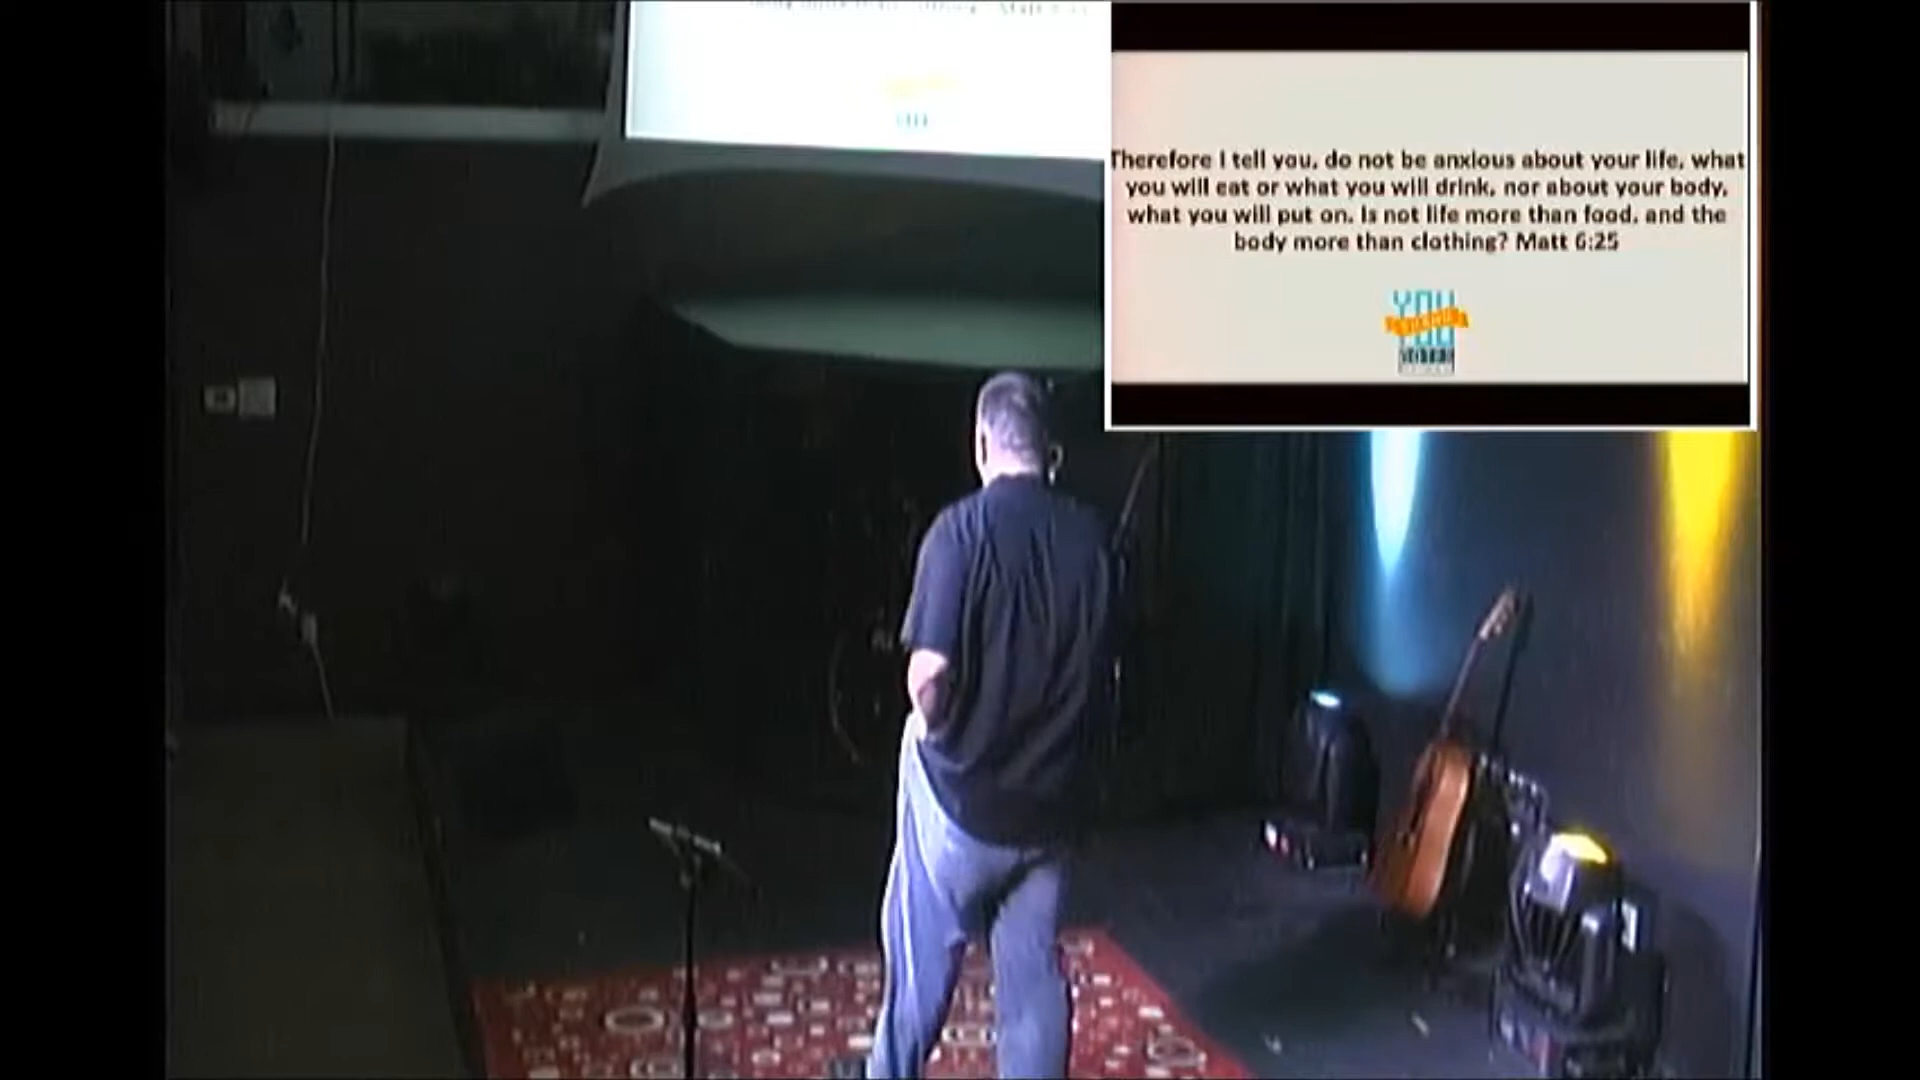 Therefore I tell you, do not be anxious about your life, what
you will eat or what you will drink, nor about your body,
what you will put on. Is not life more than food, and the
body more than clothing? Matt 6:25
YOU
YOU